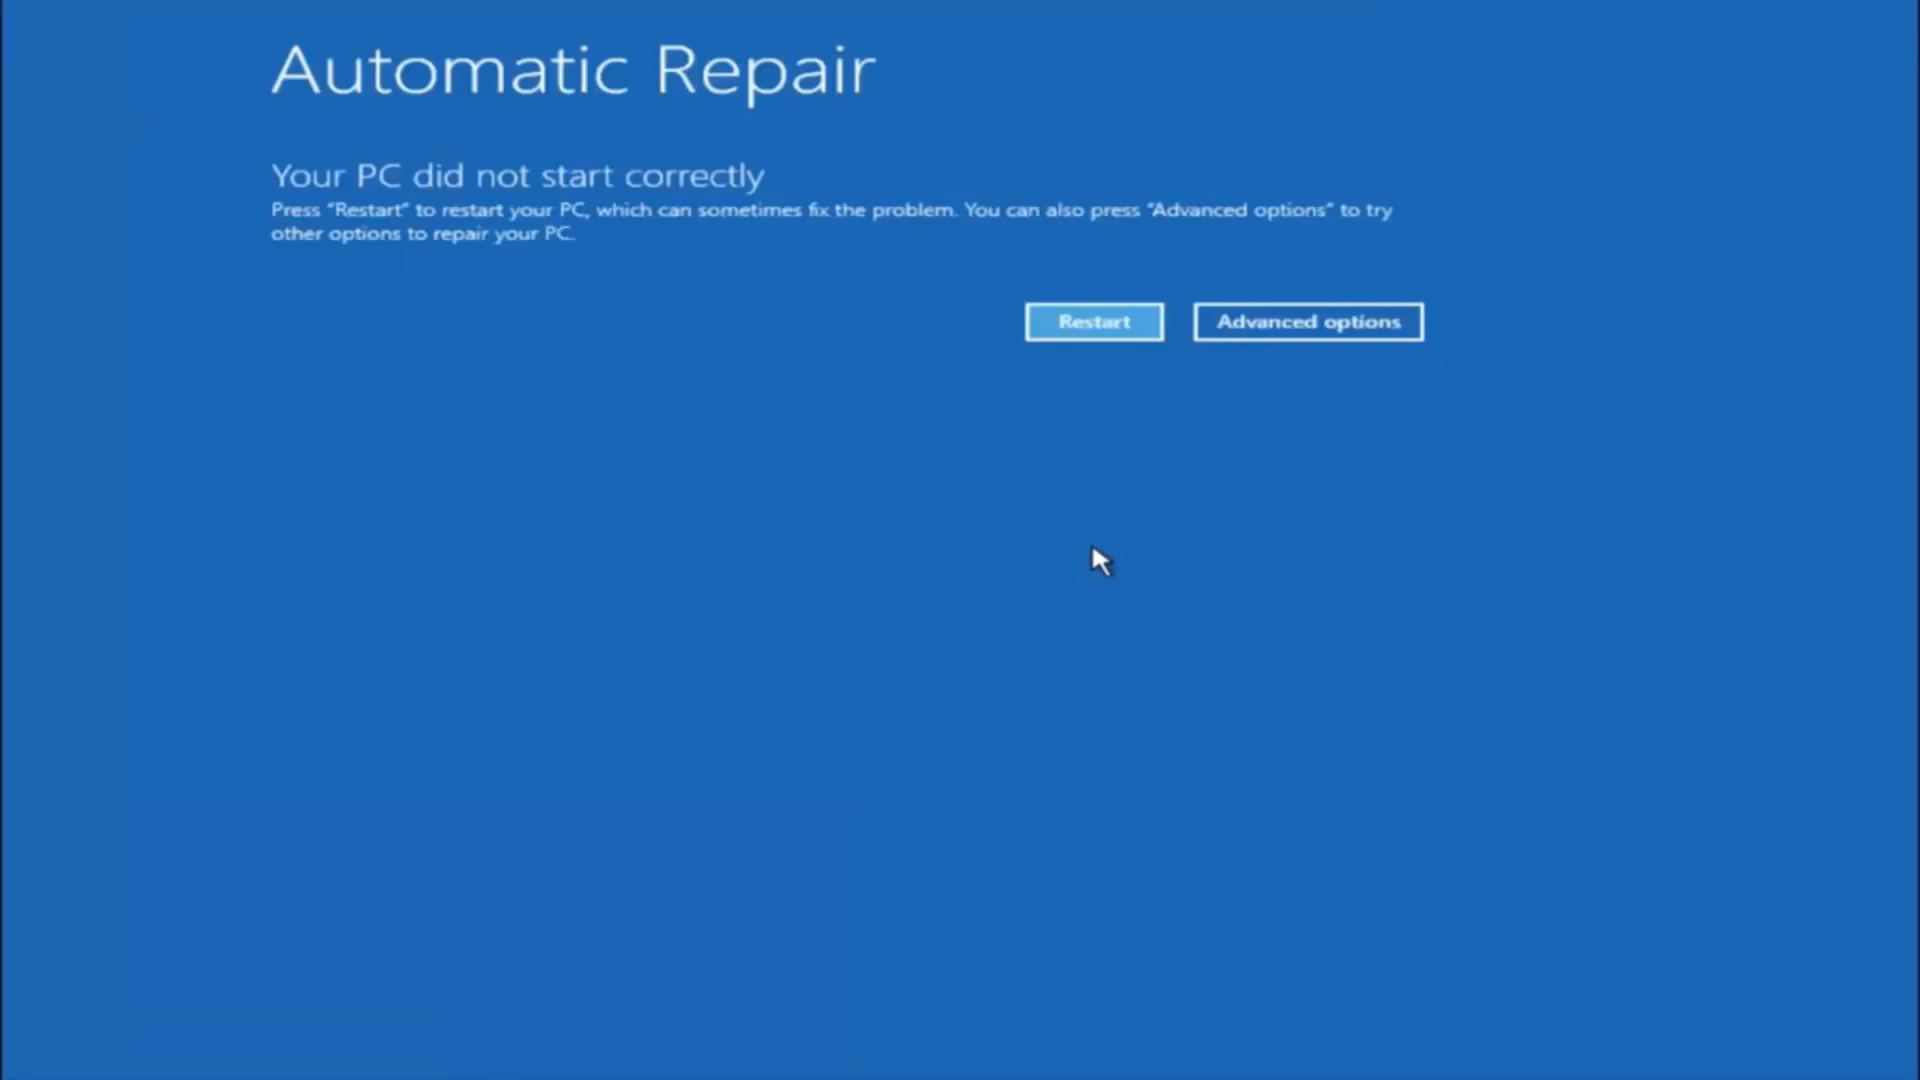 Automatic Repair
Your PC did not start correctly
Press "Restart" to restart your PC, which can sometimes fix the problem. You can also press "Advanced options" to try
other options to repair your PC.
Restart
Advanced options